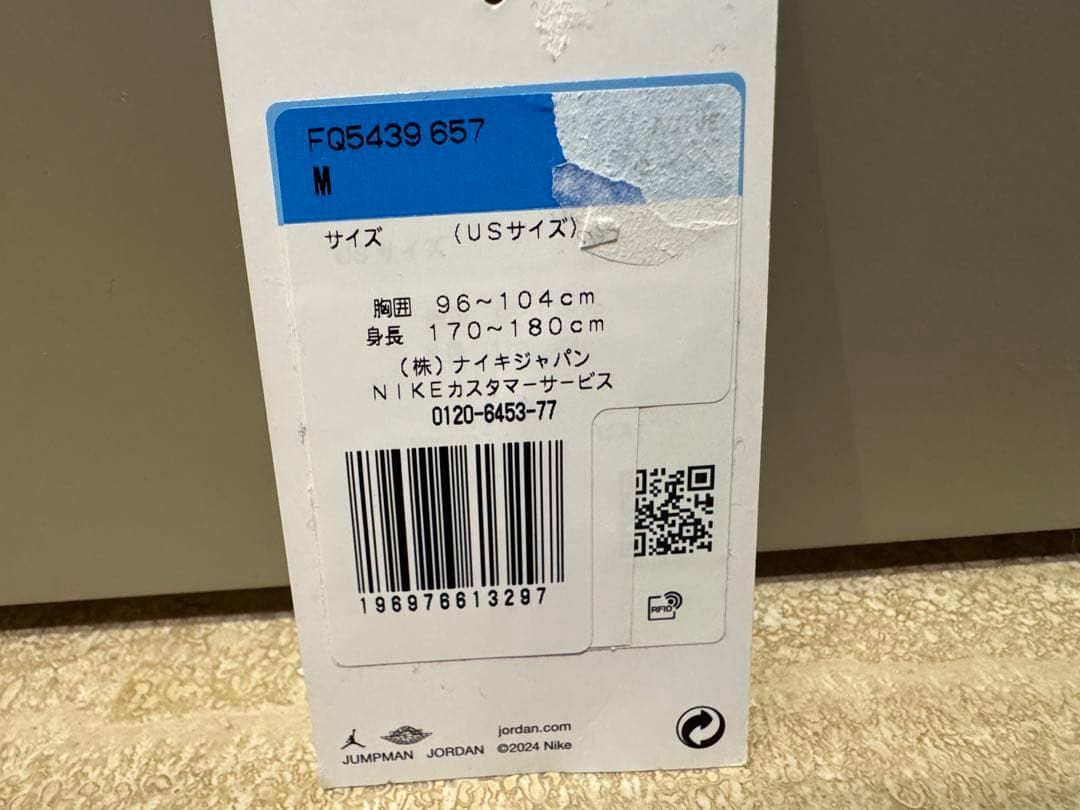 FQ5439 657
M
サイズ （USサイズ）
胸囲 96～104cm
身長 170～180cm
（株）ナイキジャパン
NIKEカスタマーサービス
0120-6453-77
196976613297
RFID
JUMPMAN JORDAN
jordan.com
©2024 Nike